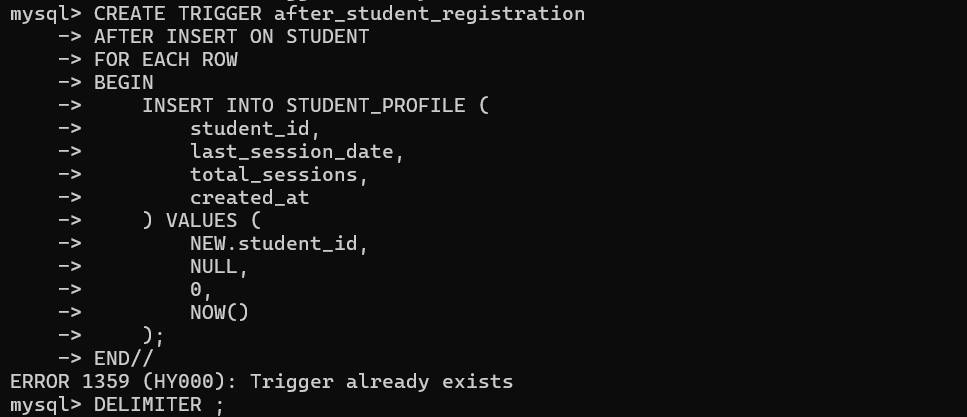 mysql> CREATE TRIGGER after_student_registration
    -> AFTER INSERT ON STUDENT
    -> FOR EACH ROW
    -> BEGIN
    ->     INSERT INTO STUDENT_PROFILE (
    ->         student_id,
    ->         last_session_date,
    ->         total_sessions,
    ->         created_at
    ->     ) VALUES (
    ->         NEW.student_id,
    ->         NULL,
    ->         0,
    ->         NOW()
    ->     );
    -> END//
ERROR 1359 (HY000): Trigger already exists
mysql> DELIMITER ;